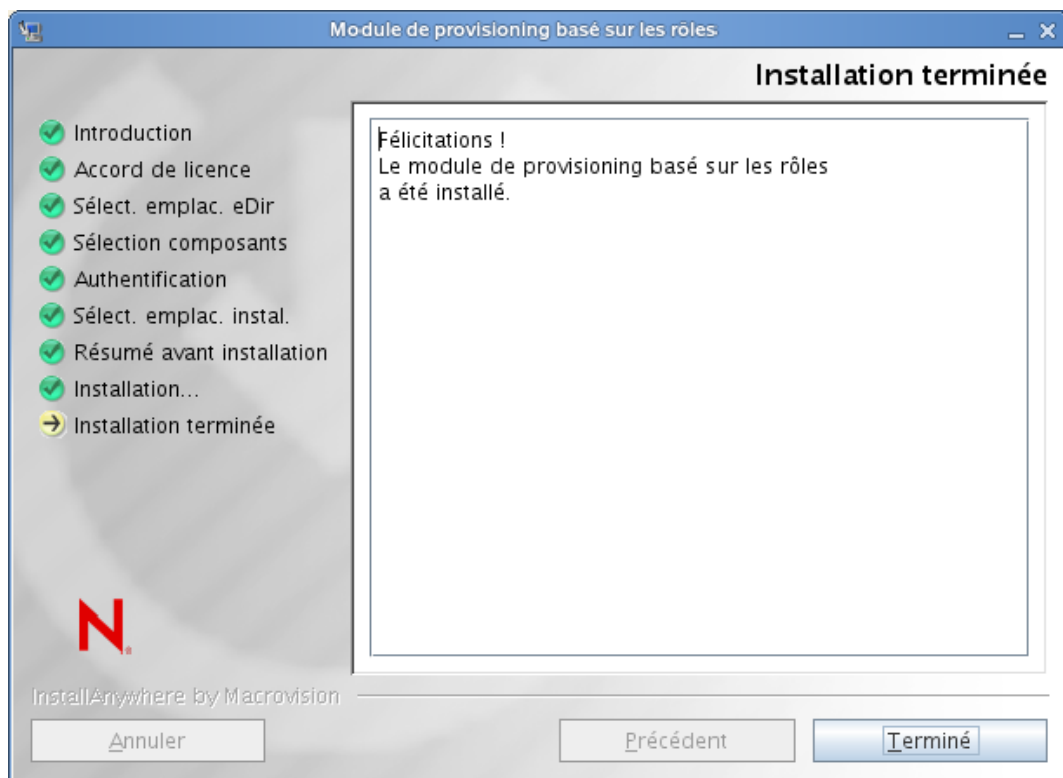 Module de provisioning basé sur les rôles
Installation terminée
Introduction
Accord de licence
Sélect. emplac. eDir
Sélection composants
Authentification
Sélect. emplac. instal.
Résumé avant installation
Installation...
Installation terminée
Félicitations !
Le module de provisioning basé sur les rôles
a été installé.
N®
InstallAnywhere by Macrovision
Annuler
Précédent
Terminé